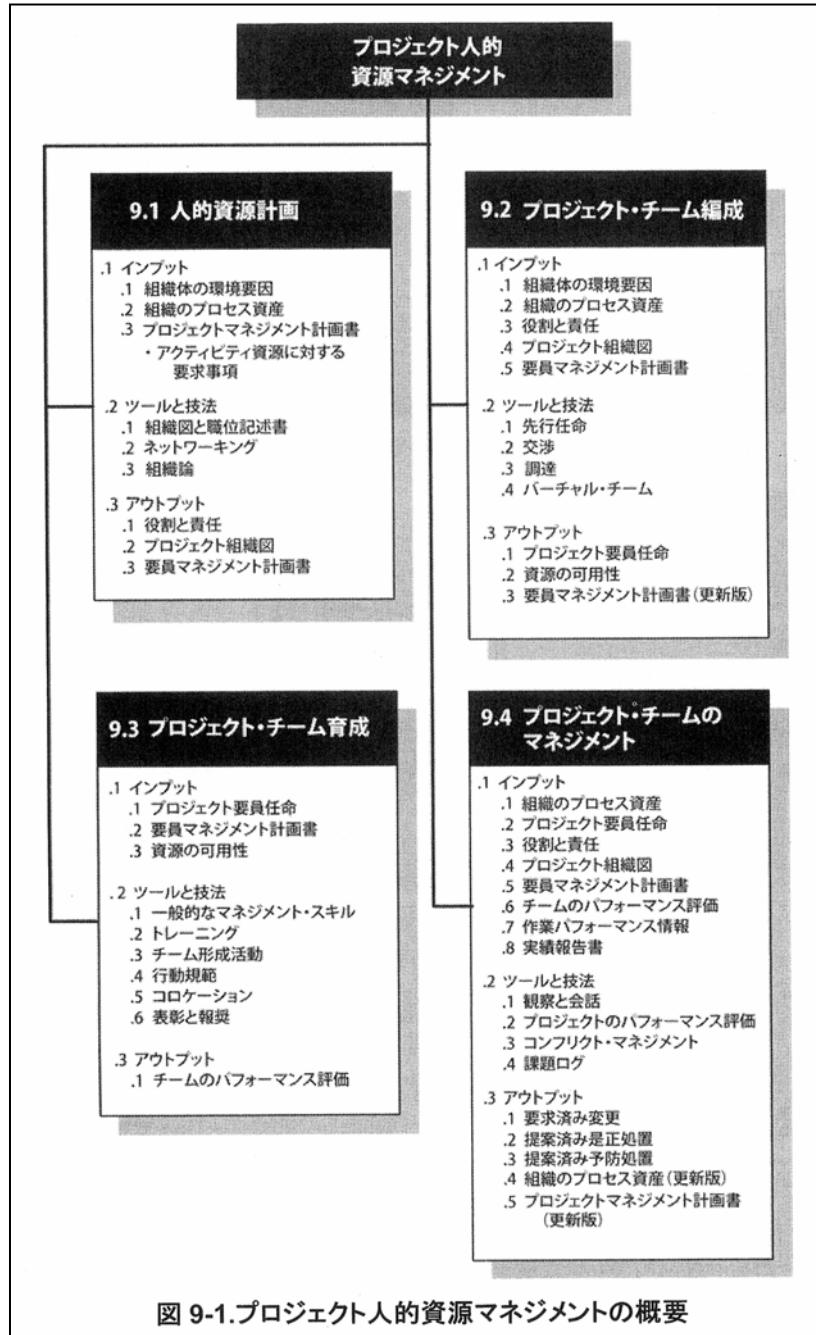 プロジェクト人的
資源マネジメント
9.1 人的資源計画
.1 インプット
.1 組織体の環境要因
.2 組織のプロセス資産
.3 プロジェクトマネジメント計画書
・アクティビティ資源に対する
要求事項
.2 ツールと技法
.1 組織図と職位記述書
.2 ネットワーキング
.3 組織論
.3 アウトプット
.1 役割と責任
.2 プロジェクト組織図
.3 要員マネジメント計画書
9.2 プロジェクト・チーム編成
.1 インプット
.1 組織体の環境要因
.2 組織のプロセス資産
.3 役割と責任
.4 プロジェクト組織図
.5 要員マネジメント計画書
.2 ツールと技法
.1 先行任命
.2 交渉
.3 調達
.4 バーチャル・チーム
.3 アウトプット
.1 プロジェクト要員任命
.2 資源の可用性
.3 要員マネジメント計画書(更新版)
9.3 プロジェクト・チーム育成
.1 インプット
.1 プロジェクト要員任命
.2 要員マネジメント計画書
.3 資源の可用性
.2 ツールと技法
.1 一般的なマネジメント・スキル
.2 トレーニング
.3 チーム形成活動
.4 行動規範
.5 コロケーション
.6 表彰と報奨
.3 アウトプット
.1 チームのパフォーマンス評価
9.4 プロジェクト・チームの
マネジメント
.1 インプット
.1 組織のプロセス資産
.2 プロジェクト要員任命
.3 役割と責任
.4 プロジェクト組織図
.5 要員マネジメント計画書
.6 チームのパフォーマンス評価
.7 作業パフォーマンス情報
.8 実績報告書
.2 ツールと技法
.1 観察と会話
.2 プロジェクトのパフォーマンス評価
.3 コンフリクト・マネジメント
.4 課題ログ
.3 アウトプット
.1 要求済み変更
.2 提案済み是正処置
.3 提案済み予防処置
.4 組織のプロセス資産(更新版)
.5 プロジェクトマネジメント計画書
(更新版)
図 9-1.プロジェクト人的資源マネジメントの概要